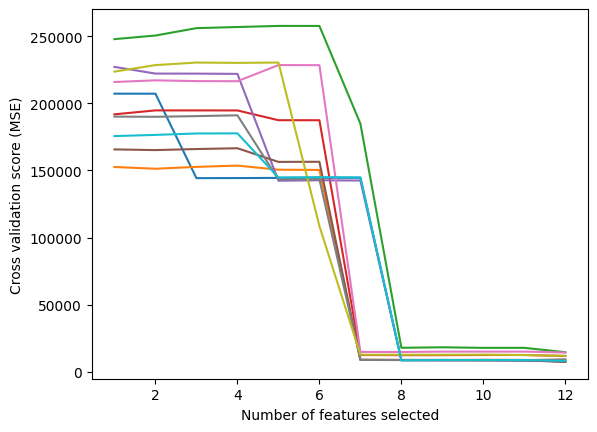 250000
200000
150000
100000
50000
0
2 4 6 8 10 12
Number of features selected
Cross validation score (MSE)